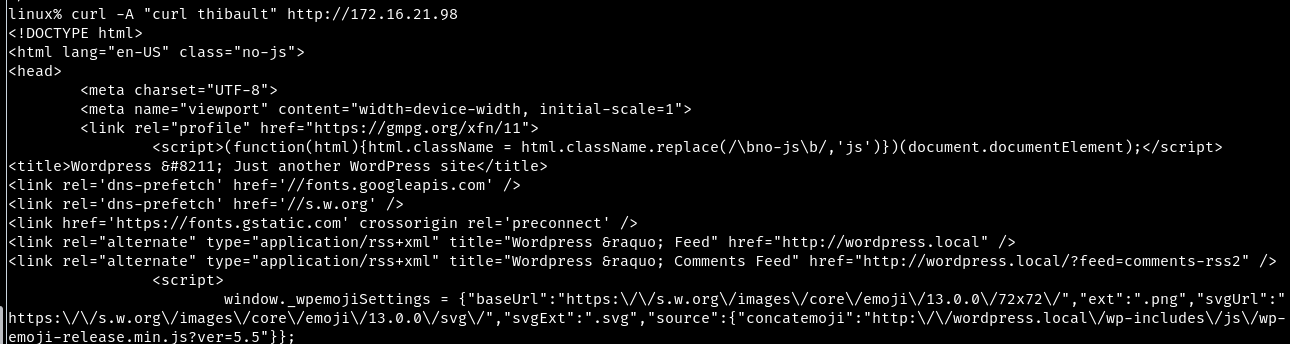 linux% curl -A "curl thibault" http://172.16.21.98
<!DOCTYPE html>
<html lang="en-US" class="no-js">
<head>
        <meta charset="UTF-8">
        <meta name="viewport" content="width=device-width, initial-scale=1">
        <link rel="profile" href="https://gmpg.org/xfn/11">
                <script>(function(html){html.className = html.className.replace(/\bno-js\b/,'js')})(document.documentElement);</script>
<title>Wordpress &#8211; Just another WordPress site</title>
<link rel='dns-prefetch' href='//fonts.googleapis.com' />
<link rel='dns-prefetch' href='//s.w.org' />
<link href='https://fonts.gstatic.com' crossorigin rel='preconnect' />
<link rel="alternate" type="application/rss+xml" title="Wordpress &raquo; Feed" href="http://wordpress.local" />
<link rel="alternate" type="application/rss+xml" title="Wordpress &raquo; Comments Feed" href="http://wordpress.local/?feed=comments-rss2" />
                <script>
                        window._wpemojiSettings = {"baseUrl":"https:\/\/s.w.org\/images\/core\/emoji\/13.0.0\/72x72\/","ext":".png","svgUrl":"
https:\/\/s.w.org\/images\/core\/emoji\/13.0.0\/svg\/","svgExt":".svg","source":{"concatemoji":"http:\/\/wordpress.local\/wp-includes\/js\/wp-
emoji-release.min.js?ver=5.5"}};